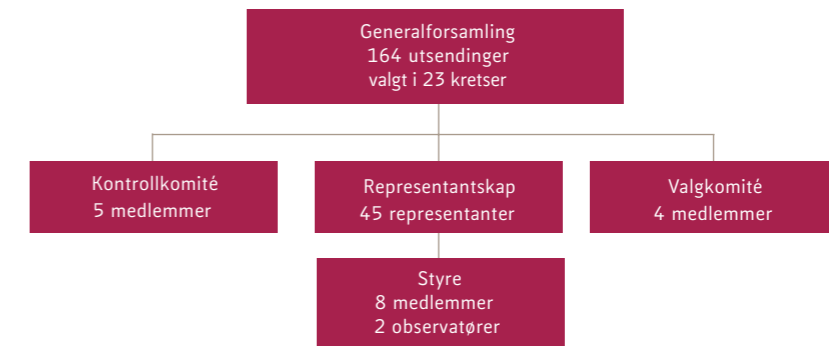 Generalforsamling
164 utsendinger
valgt i 23 kretser
Kontrollkomité
5 medlemmer
Representantskap
45 representanter
Valgkomité
4 medlemmer
Styre
8 medlemmer
2 observatører